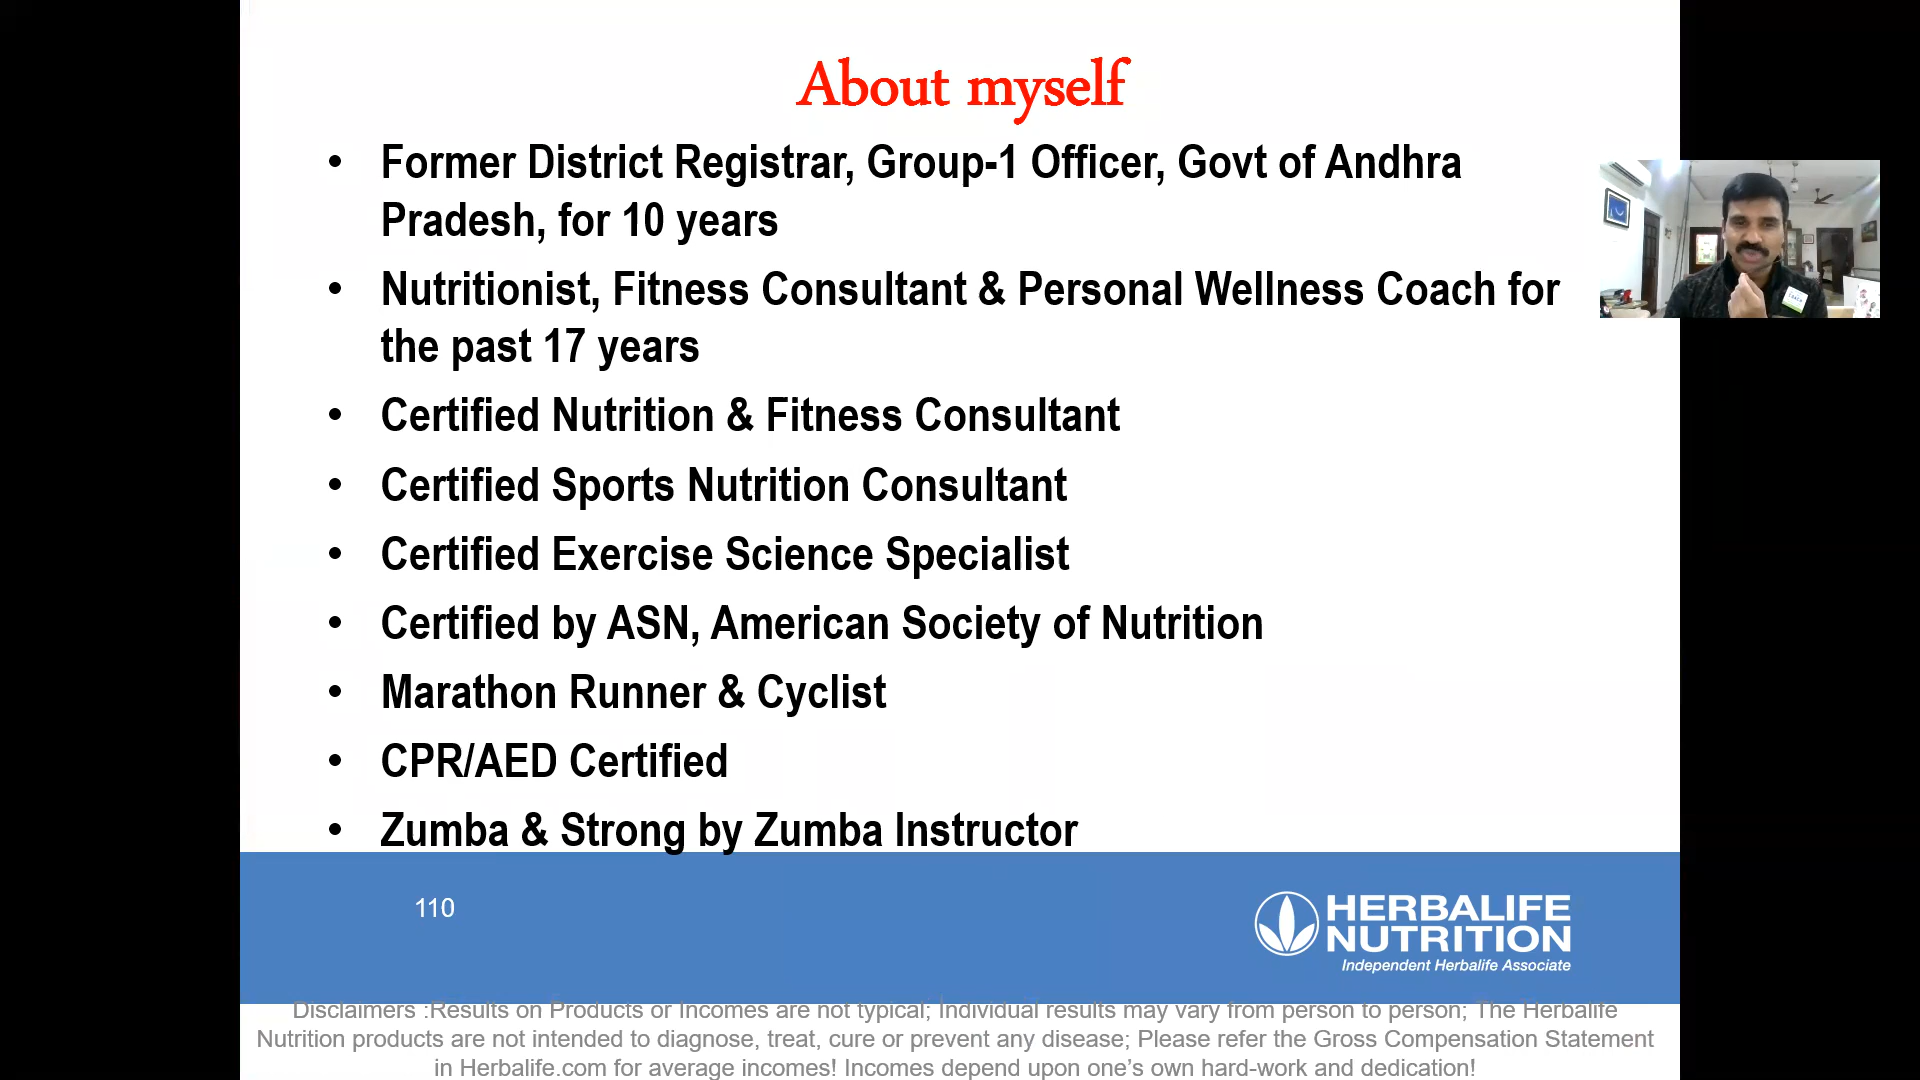 About myself
• Former District Registrar, Group-1 Officer, Govt of Andhra
Pradesh, for 10 years
• Nutritionist, Fitness Consultant & Personal Wellness Coach for
the past 17 years
• Certified Nutrition & Fitness Consultant
• Certified Sports Nutrition Consultant
• Certified Exercise Science Specialist
• Certified by ASN, American Society of Nutrition
• Marathon Runner & Cyclist
• CPR/AED Certified
• Zumba & Strong by Zumba Instructor
110
HERBALIFE
NUTRITION
Independent Herbalife Associate
Disclaimers :Results on Products or Incomes are not typical; Individual results may vary from person to person; The Herbalife
Nutrition products are not intended to diagnose, treat, cure or prevent any disease; Please refer the Gross Compensation Statement
in Herbalife.com for average incomes! Incomes depend upon one’s own hard-work and dedication!